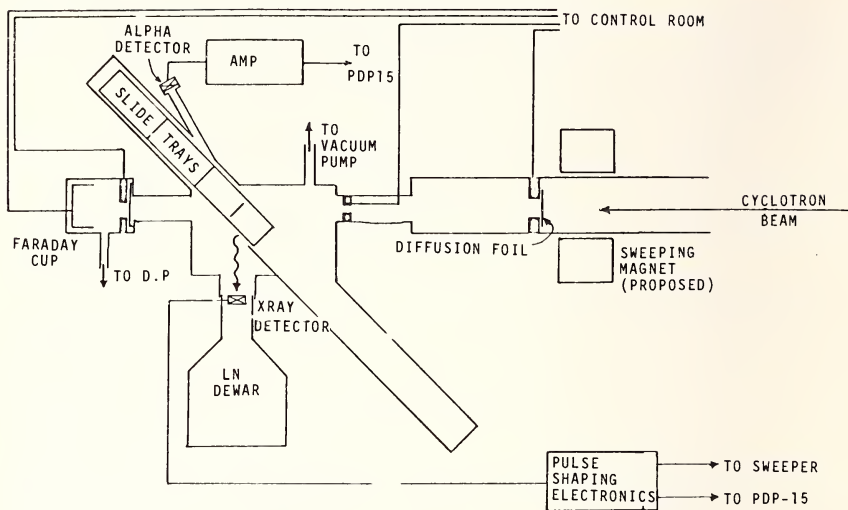 TO CONTROL ROOM
ALPHA
DETECTOR
AMP
TO
PDP15
SLIDE TRAYS
TO
VACUUM
PUMP
CYCLOTRON
BEAM
FARADAY
CUP
DIFFUSION FOIL
SWEEPING
MAGNET
(PROPOSED)
TO D.P
XRAY
DETECTOR
LN
DEWAR
PULSE
SHAPING
ELECTRONICS
TO SWEEPER
TO PDP-15